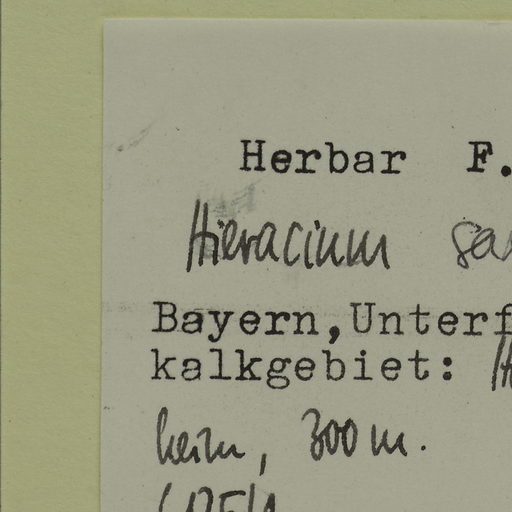 Herbar F.
Hieracium
Bayern, Unterf
kalkgebiet:
heim, 300 m.